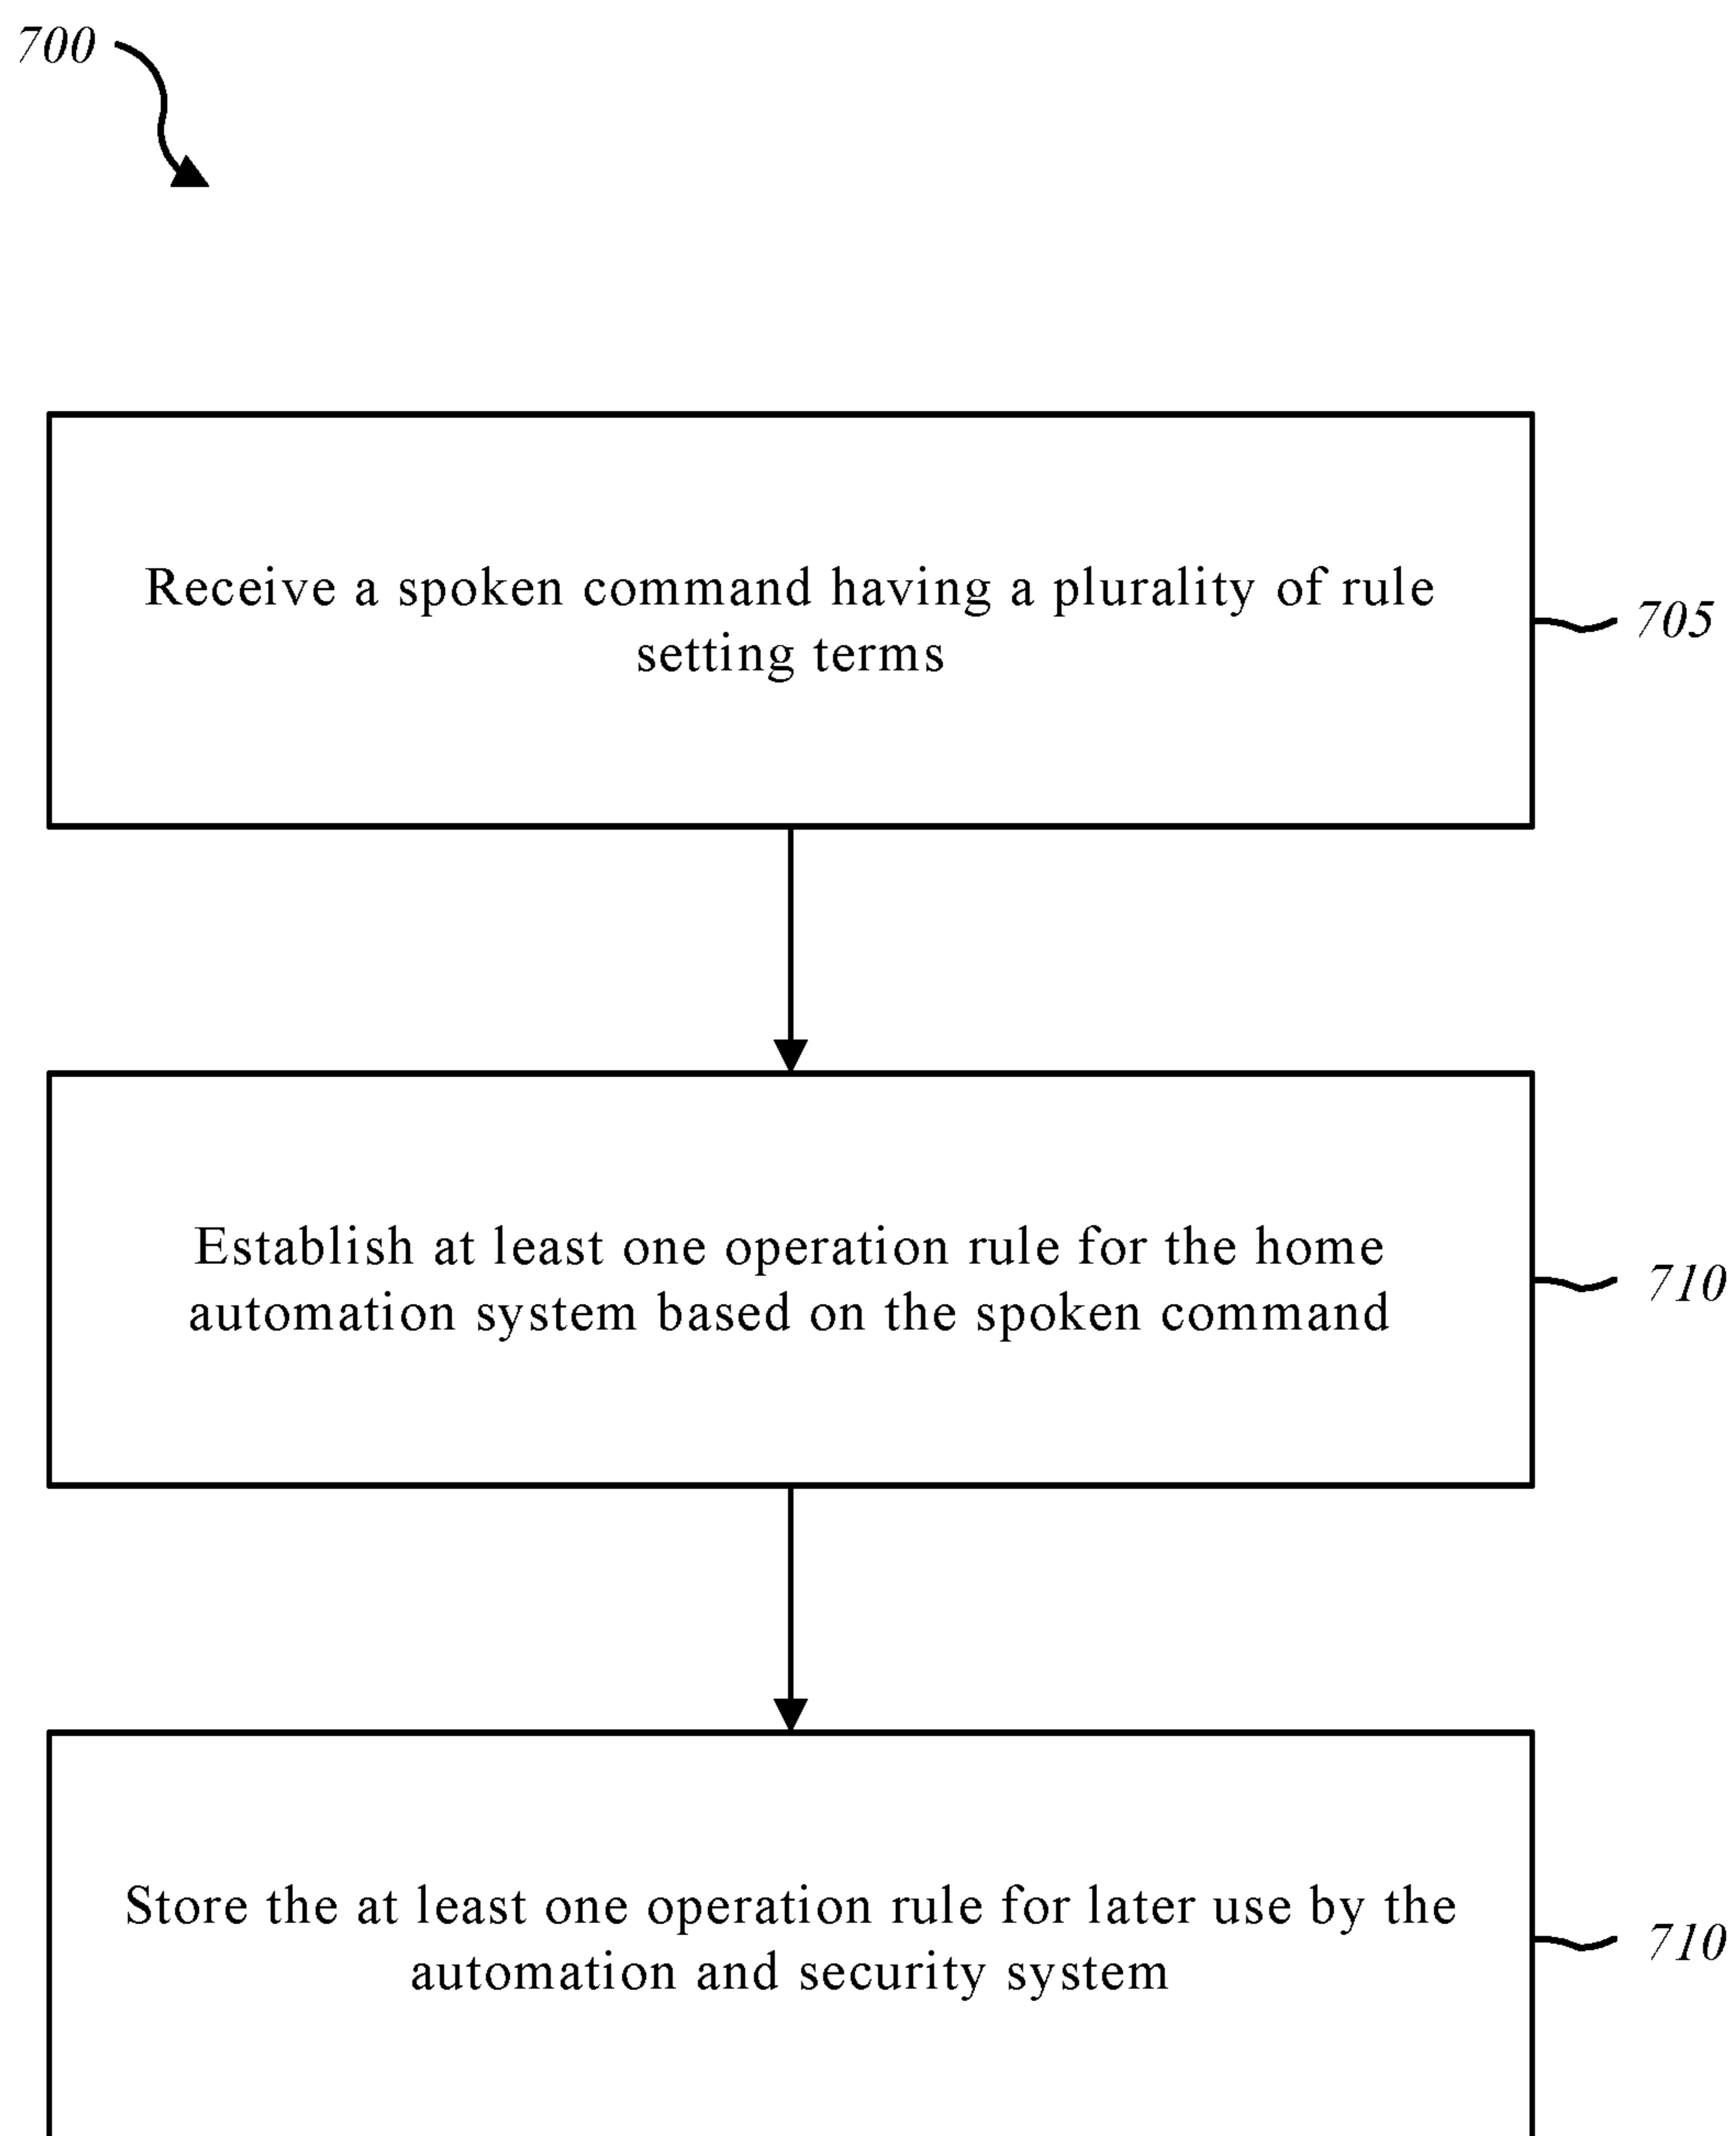 700
Receive a spoken command having a plurality of rule
setting terms
705
Establish at least one operation rule for the home
automation system based on the spoken command
710
Store the at least one operation rule for later use by the
automation and security system
710